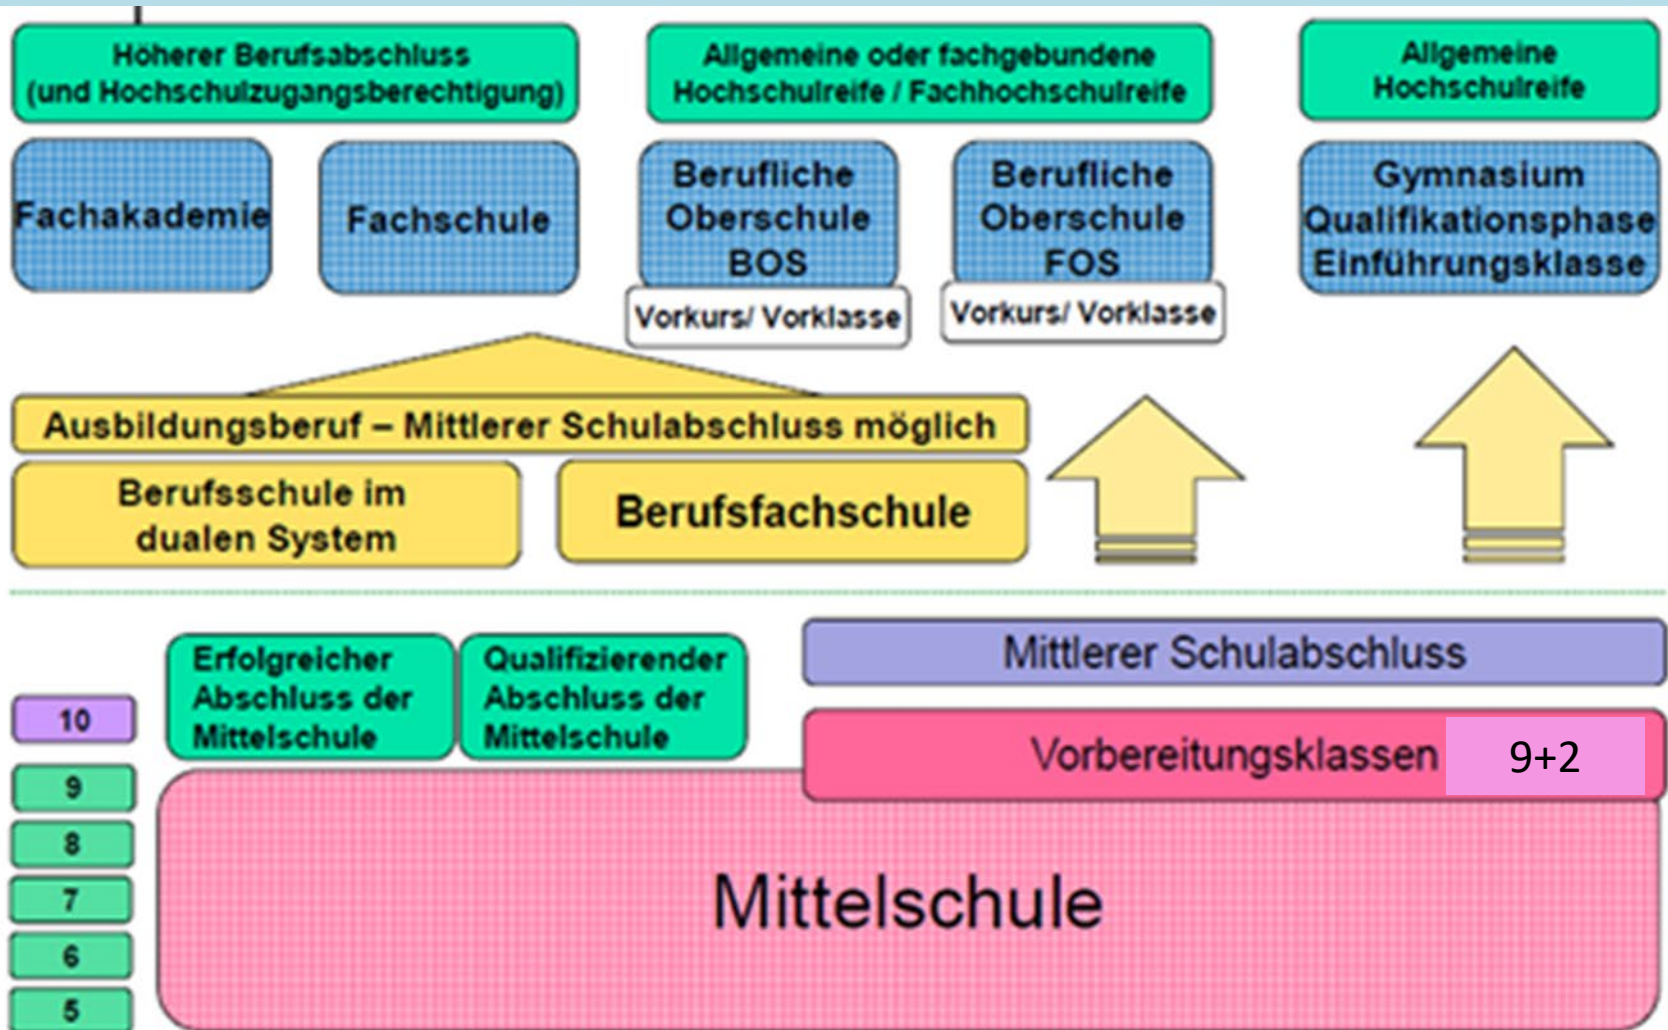 Höherer Berufsabschluss
(und Hochschulzugangsberechtigung)
Allgemeine oder fachgebundene
Hochschulreife / Fachhochschulreife
Allgemeine
Hochschulreife
Fachakademie
Fachschule
Berufliche
Oberschule
BOS
Vorkurs/ Vorklasse
Berufliche
Oberschule
FOS
Vorkurs/ Vorklasse
Gymnasium
Qualifikationsphase
Einführungsklasse
Ausbildungsberuf – Mittlerer Schulabschluss möglich
Berufsschule im
dualen System
Berufsfachschule
Erfolgreicher
Abschluss der
Mittelschule
Qualifizierender
Abschluss der
Mittelschule
Mittlerer Schulabschluss
Vorbereitungsklassen 9+2
10
9
8
7
6
5
Mittelschule